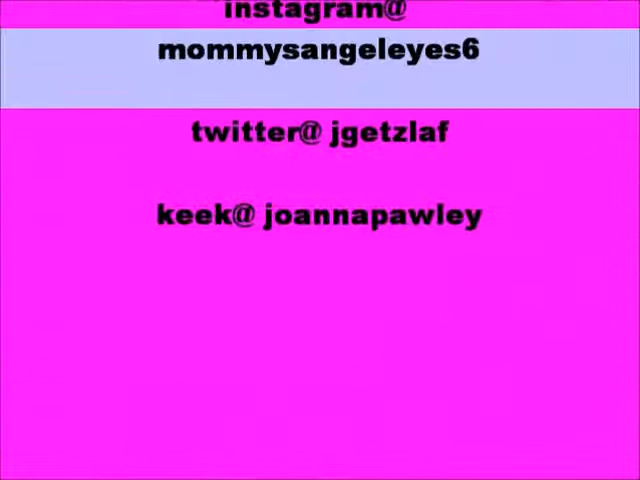 instagram@
mommysangeleyes6
twitter@ jgetzlaf
keek@ joannapawley